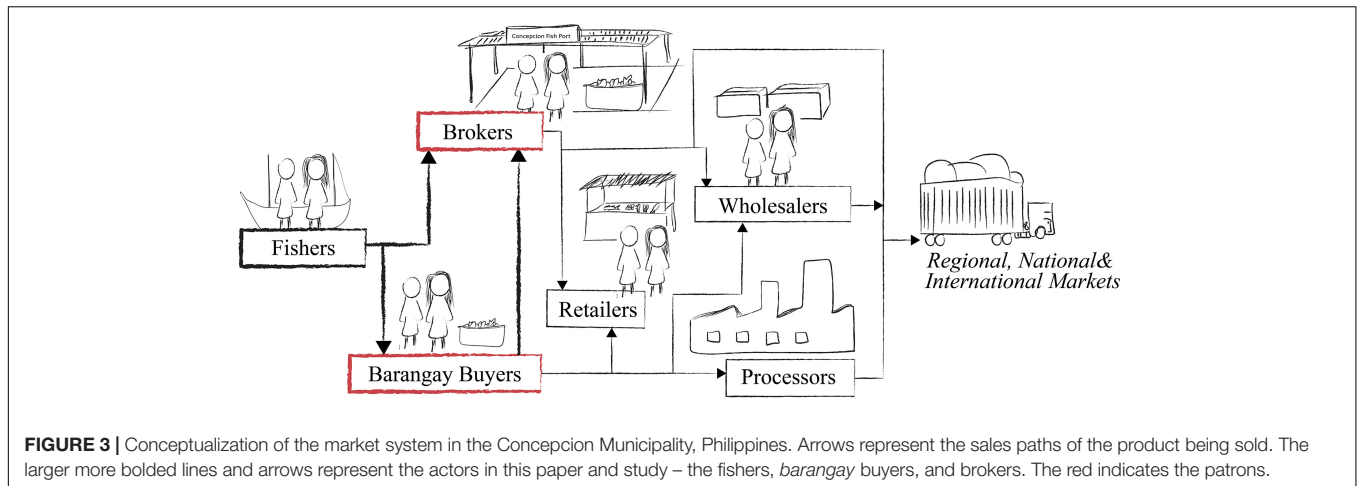 Concepcion Fish Port
Brokers
Fishers
Wholesalers
Regional, National&
International Markets
Retailers
Barangay Buyers
Processors
FIGURE 3 | Conceptualization of the market system in the Concepcion Municipality, Philippines. Arrows represent the sales paths of the product being sold. The
larger more bolded lines and arrows represent the actors in this paper and study – the fishers, barangay buyers, and brokers. The red indicates the patrons.